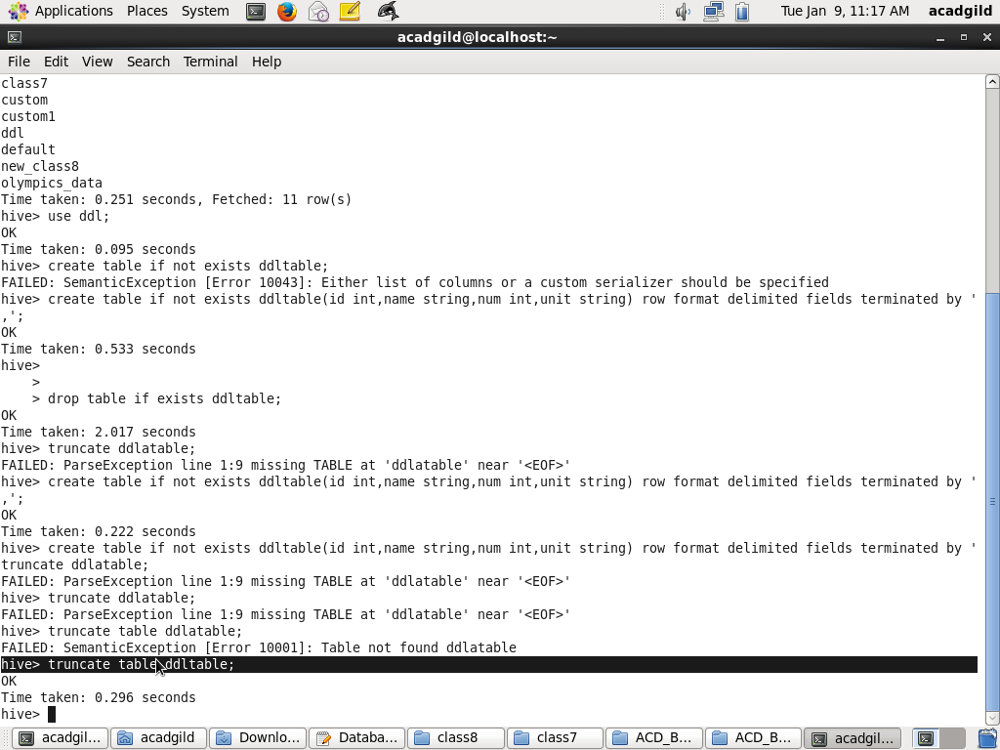 Applications Places System Tue Jan 9, 11:17 AM acadgild
acadgild@localhost:~
File Edit View Search Terminal Help
class7
custom
custom1
ddl
default
new_class8
olympics_data
Time taken: 0.251 seconds, Fetched: 11 row(s)
hive> use ddl;
OK
Time taken: 0.095 seconds
hive> create table if not exists ddltable;
FAILED: SemanticException [Error 10043]: Either list of columns or a custom serializer should be specified
hive> create table if not exists ddltable(id int,name string,num int,unit string) row format delimited fields terminated by '
,';
OK
Time taken: 0.533 seconds
hive>
    >
    > drop table if exists ddltable;
OK
Time taken: 2.017 seconds
hive> truncate ddlatable;
FAILED: ParseException line 1:9 missing TABLE at 'ddlatable' near '<EOF>'
hive> create table if not exists ddltable(id int,name string,num int,unit string) row format delimited fields terminated by '
,';
OK
Time taken: 0.222 seconds
hive> create table if not exists ddltable(id int,name string,num int,unit string) row format delimited fields terminated by '
truncate ddlatable;
FAILED: ParseException line 1:9 missing TABLE at 'ddlatable' near '<EOF>'
hive> truncate ddlatable;
FAILED: ParseException line 1:9 missing TABLE at 'ddlatable' near '<EOF>'
hive> truncate table ddlatable;
FAILED: SemanticException [Error 10001]: Table not found ddlatable
hive> truncate table ddltable;
OK
Time taken: 0.296 seconds
hive>
acadgil... acadgild Downlo... Databa... class8 class7 ACD_B... ACD_B... acadgil...